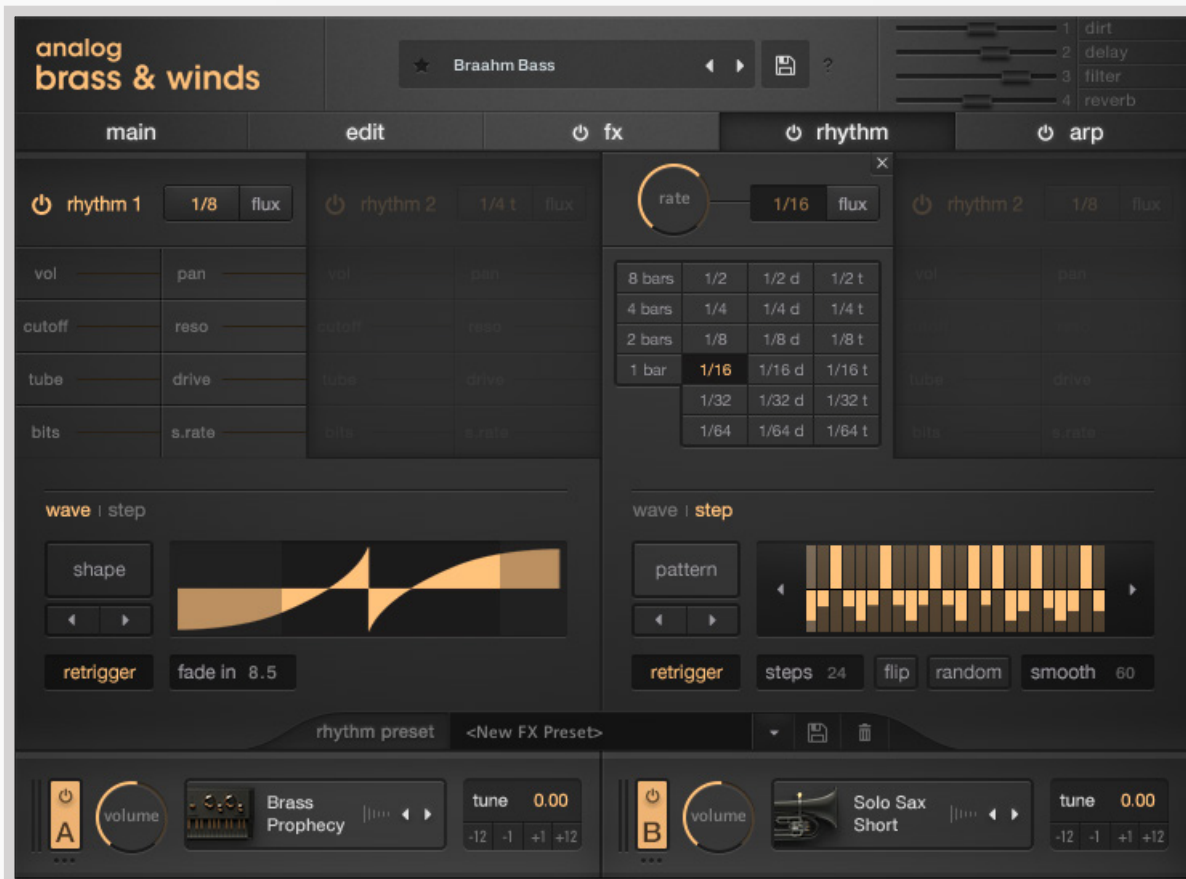 analog
brass & winds
Braahm Bass
?
1 dirt
2 delay
3 filter
4 reverb
main edit fx rhythm arp
rhythm 1 1/8 flux
rhythm 2 1/4 t flux
rate 1/16 flux
rhythm 2 1/8 flux
vol pan
cutoff reso
tube drive
bits s.rate
vol pan
cutoff reso
tube drive
bits s.rate
8 bars 1/2 1/2 d 1/2 t
4 bars 1/4 1/4 d 1/4 t
2 bars 1/8 1/8 d 1/8 t
1 bar 1/16 1/16 d 1/16 t
1/32 1/32 d 1/32 t
1/64 1/64 d 1/64 t
vol pan
tube drive
bits s.rate
wave | step
shape
retrigger fade in 8.5
wave | step
pattern
retrigger steps 24 flip random smooth 60
rhythm preset <New FX Preset>
A volume
Brass
Prophecy
tune 0.00
-12 -1 +1 +12
B volume
Solo Sax
Short
tune 0.00
-12 -1 +1 +12